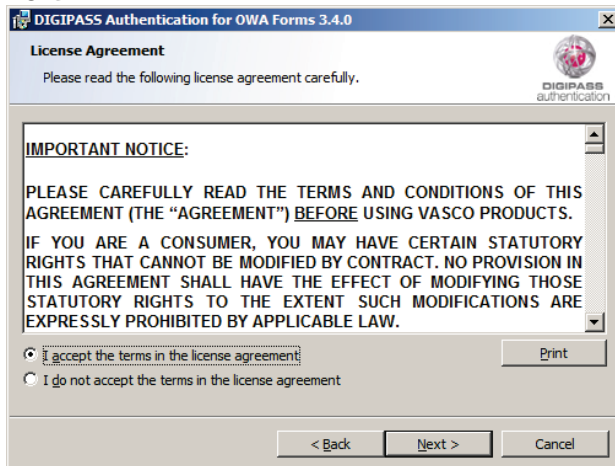 DIGIPASS Authentication for OWA Forms 3.4.0
License Agreement
Please read the following license agreement carefully.
DIGIPASS
authentication
IMPORTANT NOTICE:
PLEASE CAREFULLY READ THE TERMS AND CONDITIONS OF THIS
AGREEMENT (THE “AGREEMENT”) BEFORE USING VASCO PRODUCTS.
IF YOU ARE A CONSUMER, YOU MAY HAVE CERTAIN STATUTORY
RIGHTS THAT CANNOT BE MODIFIED BY CONTRACT. NO PROVISION IN
THIS AGREEMENT SHALL HAVE THE EFFECT OF MODIFYING THOSE
STATUTORY RIGHTS TO THE EXTENT SUCH MODIFICATIONS ARE
EXPRESSLY PROHIBITED BY APPLICABLE LAW.
I accept the terms in the license agreement
Print
I do not accept the terms in the license agreement
< Back
Next >
Cancel